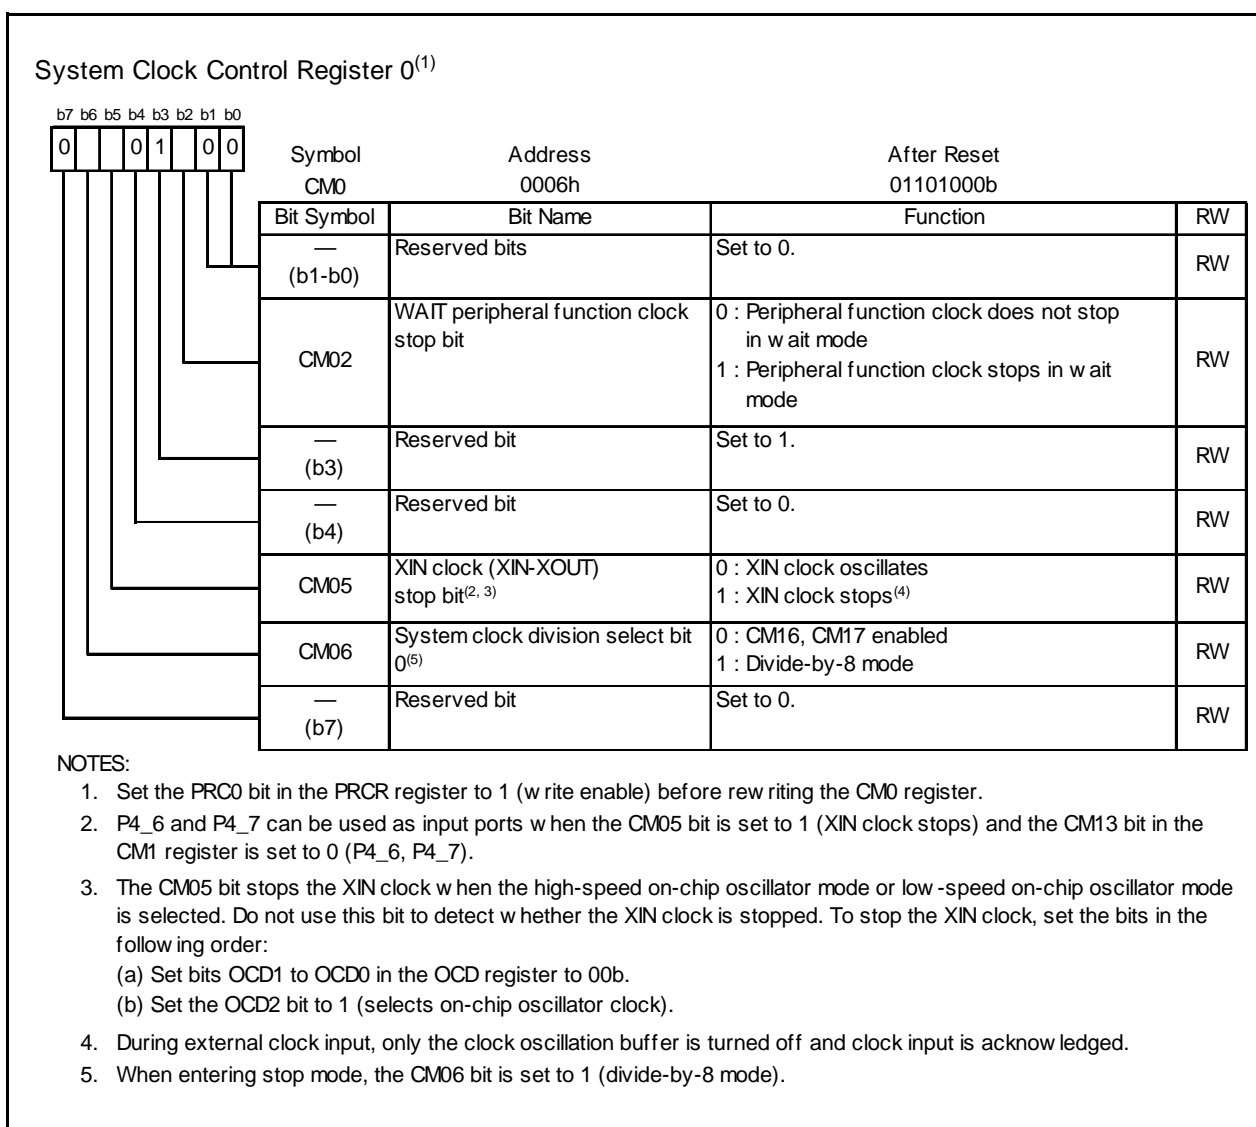 System Clock Control Register 0(1)
b7 b6 b5 b4 b3 b2 b1 b0
0 0 1 0 0
Symbol Address After Reset
CM0 0006h 01101000b
Bit Symbol Bit Name Function RW
— (b1-b0) Reserved bits Set to 0. RW
CM02 WAIT peripheral function clock stop bit 0 : Peripheral function clock does not stop
in wait mode
1 : Peripheral function clock stops in wait
mode RW
— (b3) Reserved bit Set to 1. RW
— (b4) Reserved bit Set to 0. RW
CM05 XIN clock (XIN-XOUT) stop bit(2, 3) 0 : XIN clock oscillates
1 : XIN clock stops(4) RW
CM06 System clock division select bit 0(5) 0 : CM16, CM17 enabled
1 : Divide-by-8 mode RW
— (b7) Reserved bit Set to 0. RW
NOTES:
1. Set the PRC0 bit in the PRCR register to 1 (write enable) before rewriting the CM0 register.
2. P4_6 and P4_7 can be used as input ports when the CM05 bit is set to 1 (XIN clock stops) and the CM13 bit in the
CM1 register is set to 0 (P4_6, P4_7).
3. The CM05 bit stops the XIN clock when the high-speed on-chip oscillator mode or low-speed on-chip oscillator mode
is selected. Do not use this bit to detect whether the XIN clock is stopped. To stop the XIN clock, set the bits in the
following order:
(a) Set bits OCD1 to OCD0 in the OCD register to 00b.
(b) Set the OCD2 bit to 1 (selects on-chip oscillator clock).
4. During external clock input, only the clock oscillation buffer is turned off and clock input is acknowledged.
5. When entering stop mode, the CM06 bit is set to 1 (divide-by-8 mode).